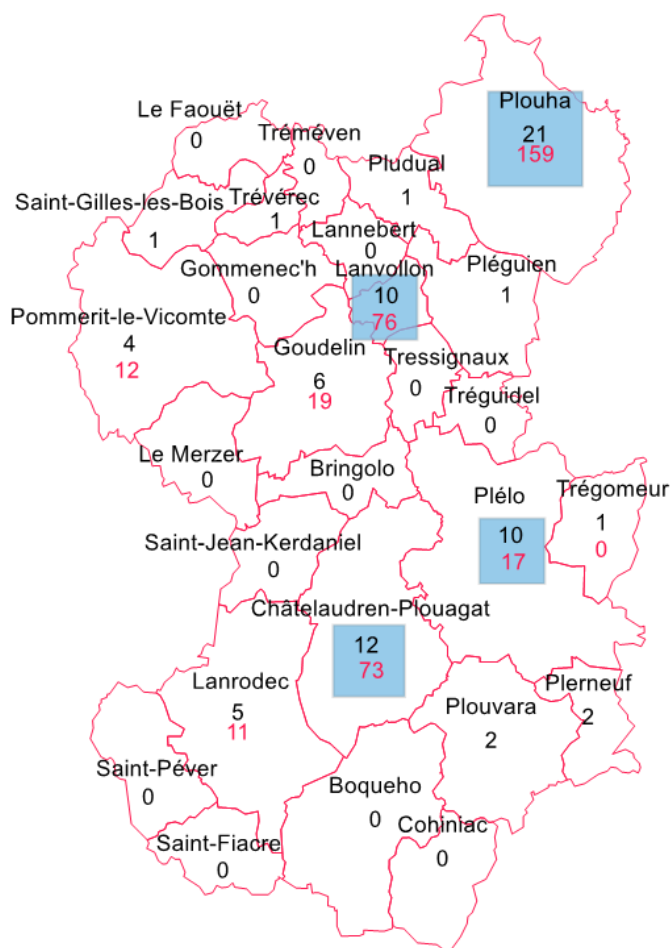 Plouha
21
159
Le Faouët
0
Tréméven
0
Pludual
1
Saint-Gilles-les-Bois
1
Trévérec
1
Lannebert
0
Gommenec'h
0
Lanvollon
10
76
Pléguien
1
Pommerit-le-Vicomte
4
12
Goudelin
6
19
Tressignaux
0
Tréguidel
0
Le Merzer
0
Bringolo
0
Plélo
10
17
Trégomeur
1
0
Saint-Jean-Kerdaniel
0
Châtelaudren-Plouagat
12
73
Lanrodec
5
11
Plouvara
2
Plerneuf
2
Saint-Péver
0
Boqueho
0
Cohiniac
0
Saint-Fiacre
0